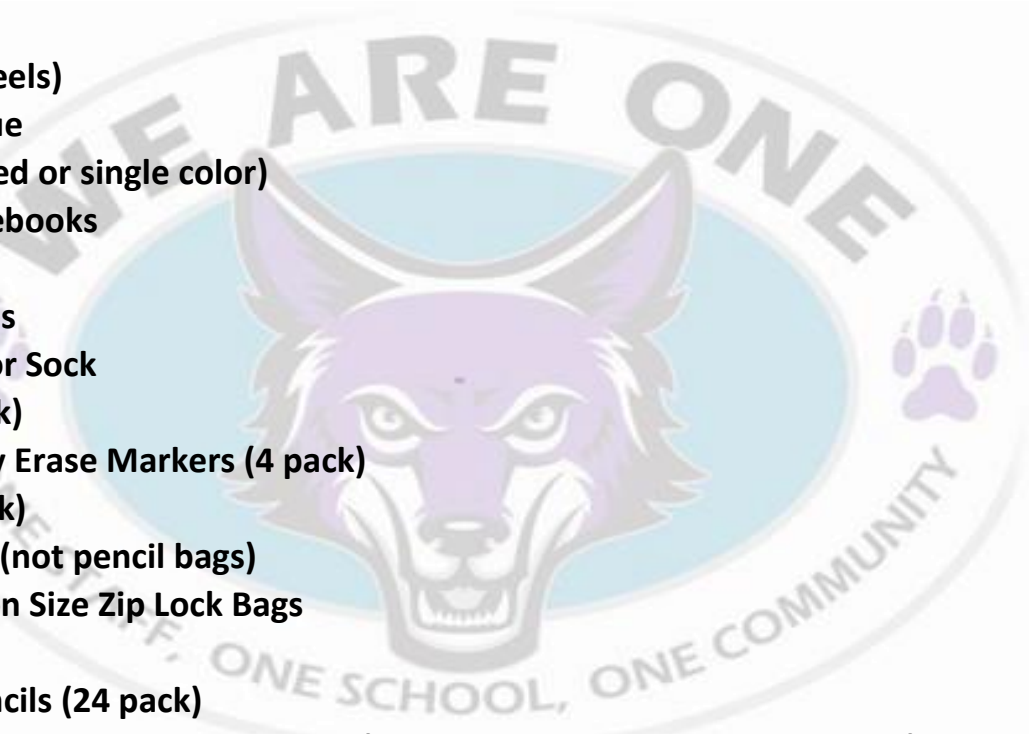 WE ARE ONE
eels)
ue
ed or single color)
ebooks
s
or Sock
k)
y Erase Markers (4 pack)
k)
(not pencil bags)
n Size Zip Lock Bags
ncils (24 pack)
STAFF, ONE SCHOOL, ONE COMMUNITY